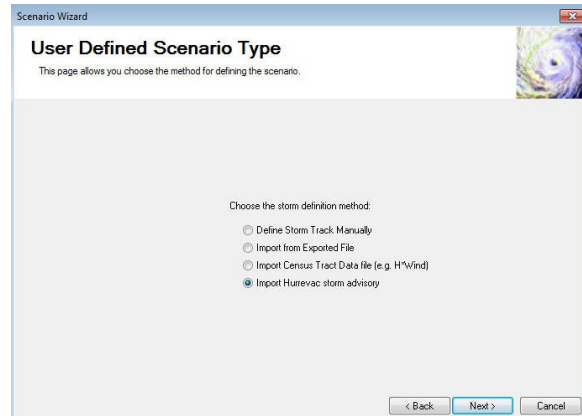 Scenario Wizard
User Defined Scenario Type
This page allows you choose the method for defining the scenario.
Choose the storm definition method:
Define Storm Track Manually
Import from Exported File
Import Census Tract Data file (e.g. H*Wind)
Import Hurrevac storm advisory
< Back Next > Cancel